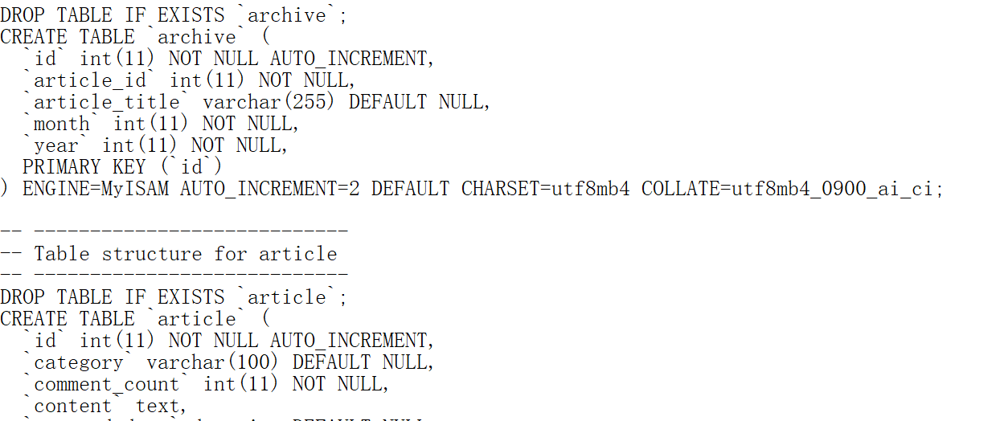 DROP TABLE IF EXISTS `archive`;
CREATE TABLE `archive` (
  `id` int(11) NOT NULL AUTO_INCREMENT,
  `article_id` int(11) NOT NULL,
  `article_title` varchar(255) DEFAULT NULL,
  `month` int(11) NOT NULL,
  `year` int(11) NOT NULL,
  PRIMARY KEY (`id`)
) ENGINE=MyISAM AUTO_INCREMENT=2 DEFAULT CHARSET=utf8mb4 COLLATE=utf8mb4_0900_ai_ci;

-- ----------------------------
-- Table structure for article
-- ----------------------------
DROP TABLE IF EXISTS `article`;
CREATE TABLE `article` (
  `id` int(11) NOT NULL AUTO_INCREMENT,
  `category` varchar(100) DEFAULT NULL,
  `comment_count` int(11) NOT NULL,
  `content` text,